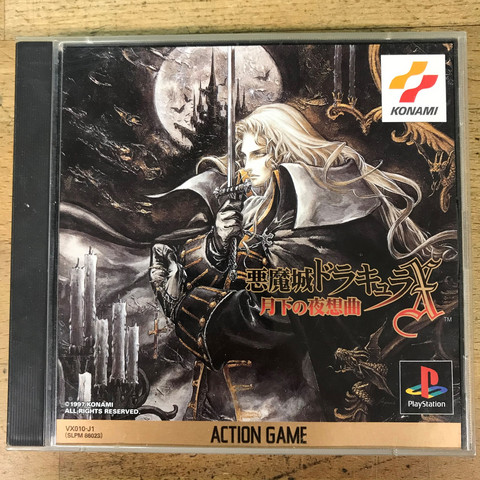 KONAMI
悪魔城ドラキュラX
月下の夜想曲
TM
©1997 KONAMI
ALL RIGHTS RESERVED.
PlayStation
VX010-J1
(SLPM 86023)
ACTION GAME